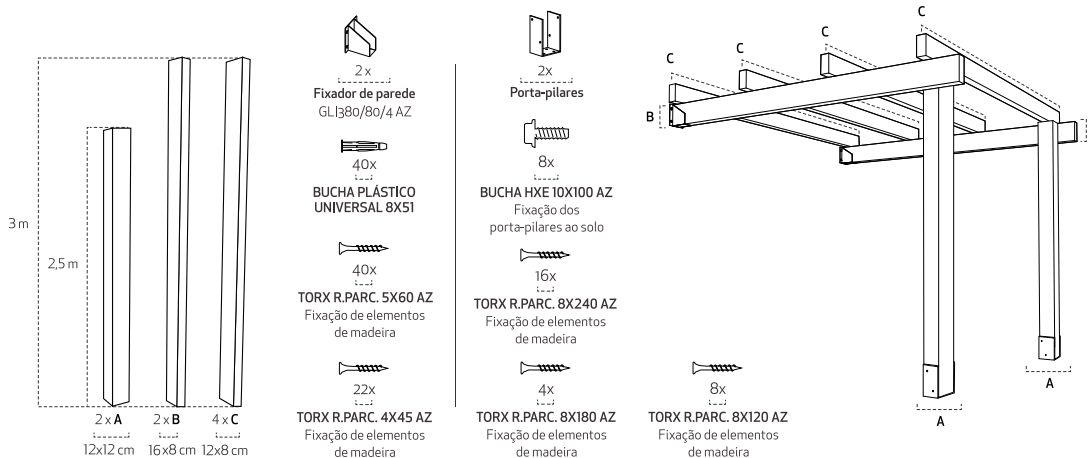 3 m
2,5 m
2 x A
12x12 cm
2 x B
16x8 cm
4 x C
12x8 cm
2 x
Fixador de parede
GLI380/80/4 AZ
40x
BUCHA PLÁSTICO
UNIVERSAL 8X51
40x
TORX R.PARC. 5X60 AZ
Fixação de elementos
de madeira
22x
TORX R.PARC. 4X45 AZ
Fixação de elementos
de madeira
2x
Porta-pilares
8x
BUCHA HXE 10X100 AZ
Fixação dos
porta-pilares ao solo
16x
TORX R.PARC. 8X240 AZ
Fixação de elementos
de madeira
4x
TORX R.PARC. 8X180 AZ
Fixação de elementos
de madeira
8x
TORX R.PARC. 8X120 AZ
Fixação de elementos
de madeira
C
C
C
C
B
A
A